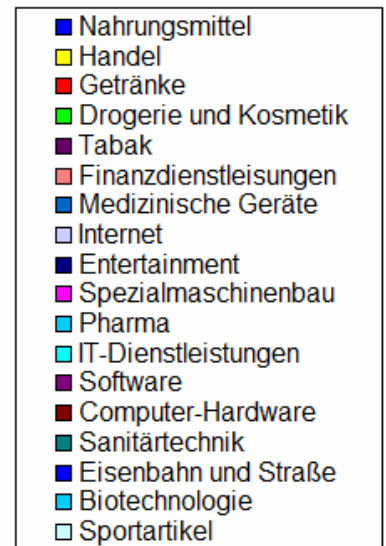 Nahrungsmittel
Handel
Getränke
Drogerie und Kosmetik
Tabak
Finanzdienstleisungen
Medizinische Geräte
Internet
Entertainment
Spezialmaschinenbau
Pharma
IT-Dienstleistungen
Software
Computer-Hardware
Sanitärtechnik
Eisenbahn und Straße
Biotechnologie
Sportartikel